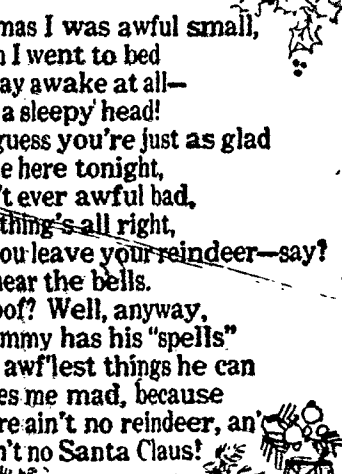 mas I was awful small,
I went to bed
ay awake at all—
a sleepy head!
guess you're just as glad
e here tonight,
't ever awful bad,
thing's all right,
ou leave your reindeer—say?
hear the bells.
oof? Well, anyway,
mmy has his "spells"
awf'lest things he can
es me mad, because
re ain't no reindeer, an'
n't no Santa Claus!